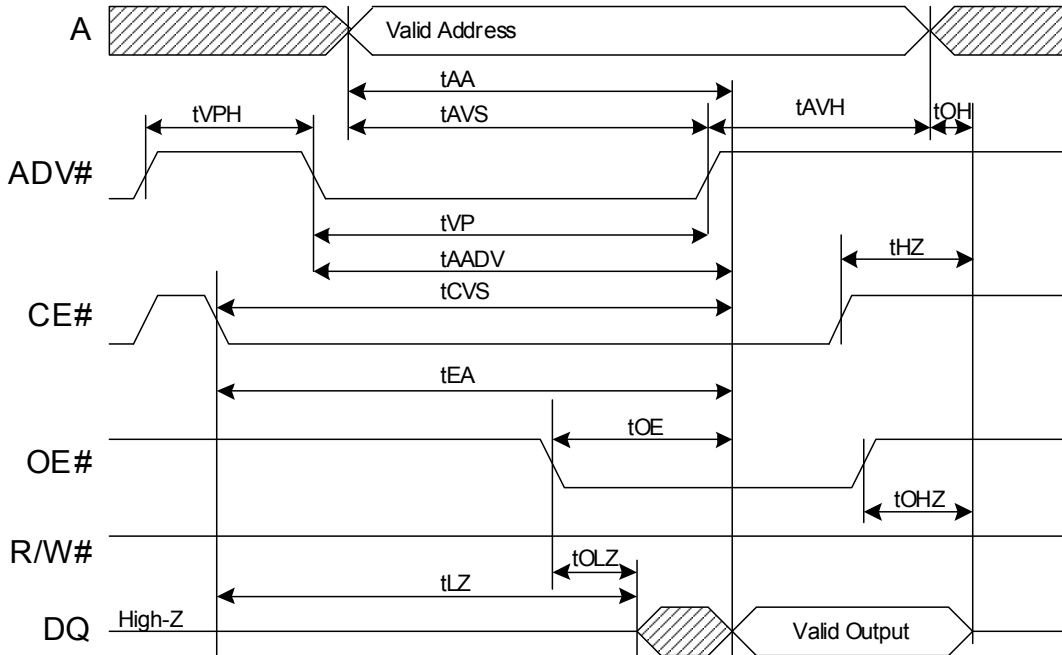 A
Valid Address
tAA
tVPH
tAVS
tAVH
tOH
ADV#
tVP
tHZ
tAADV
tCVS
CE#
tEA
tOE
OE#
tOHZ
R/W#
tOLZ
tLZ
High-Z
DQ
Valid Output